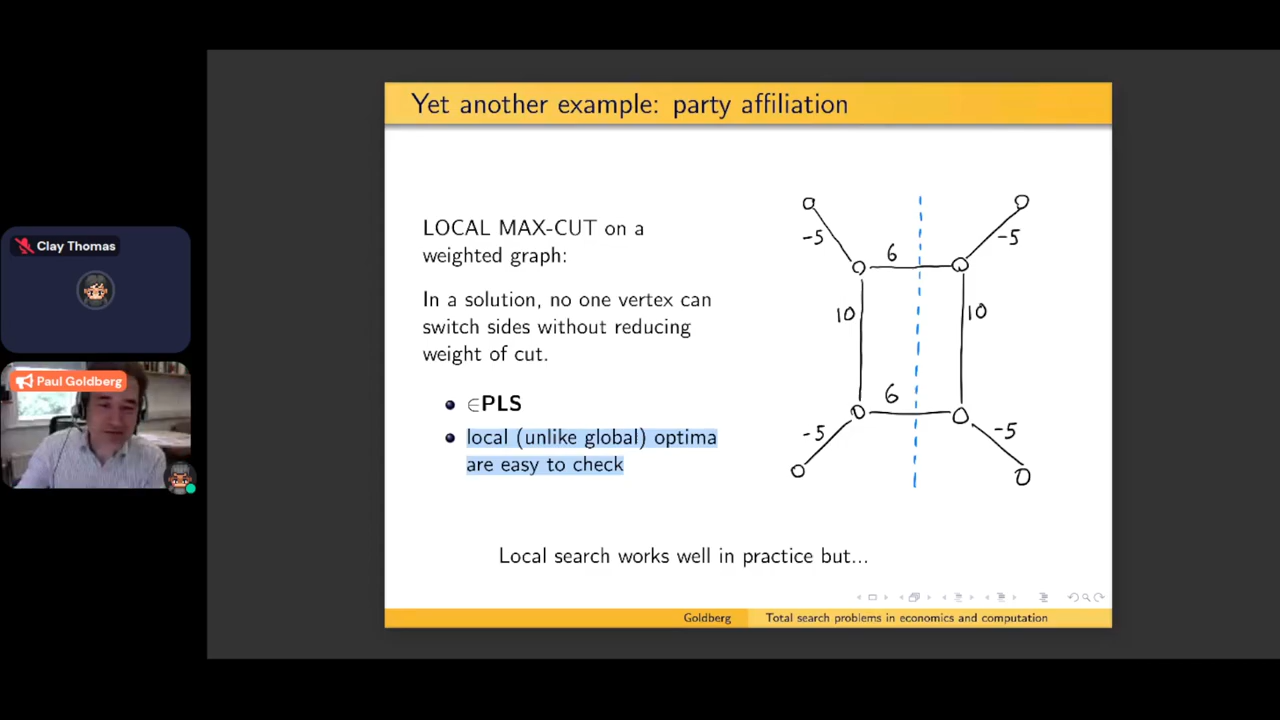 Yet another example: party affiliation
Clay Thomas
Paul Goldberg
LOCAL MAX-CUT on a
weighted graph:
In a solution, no one vertex can
switch sides without reducing
weight of cut.
∈PLS
local (unlike global) optima
are easy to check
-5
6
-5
10
10
6
-5
-5
Local search works well in practice but...
Goldberg
Total search problems in economics and computation